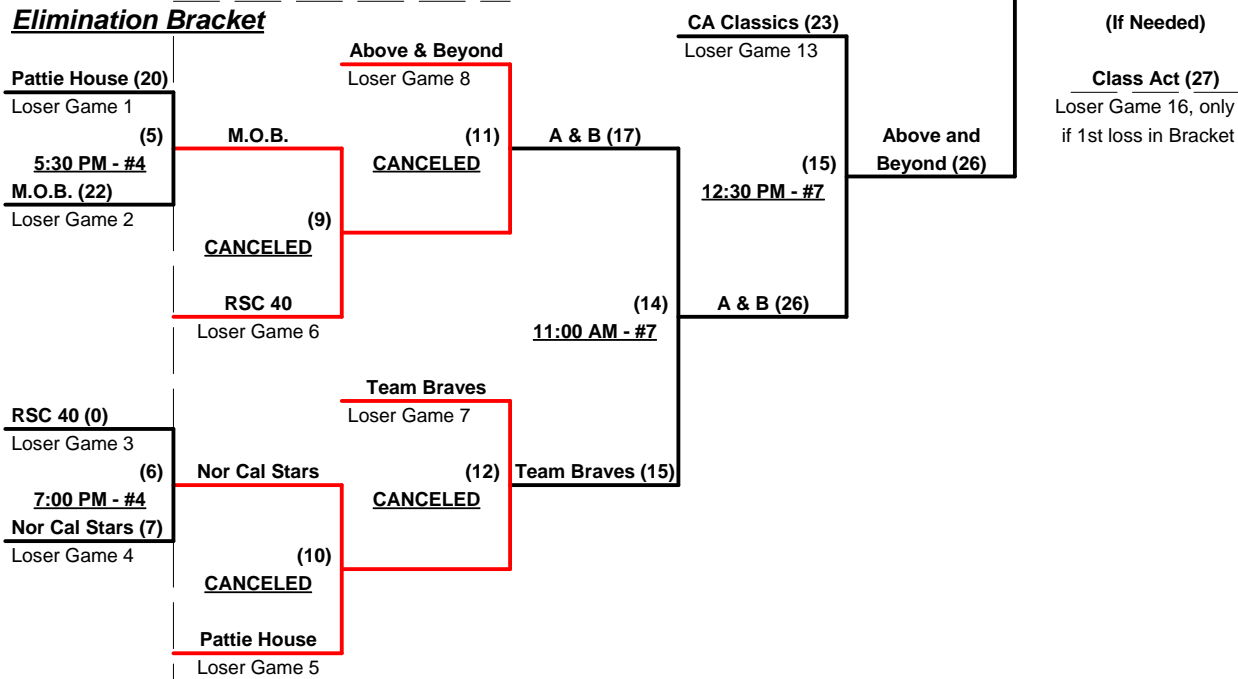 Elimination Bracket
CA Classics (23)
Loser Game 13
(If Needed)
Above & Beyond
Loser Game 8
Pattie House (20)
Loser Game 1
Class Act (27)
Loser Game 16, only
if 1st loss in Bracket
(5)
5:30 PM - #4
M.O.B.
(11)
CANCELED
A & B (17)
Above and
Beyond (26)
(15)
12:30 PM - #7
M.O.B. (22)
Loser Game 2
(9)
CANCELED
RSC 40
Loser Game 6
(14)
11:00 AM - #7
A & B (26)
Team Braves
Loser Game 7
RSC 40 (0)
Loser Game 3
(6)
7:00 PM - #4
Nor Cal Stars
(12)
CANCELED
Team Braves (15)
Nor Cal Stars (7)
Loser Game 4
(10)
CANCELED
Pattie House
Loser Game 5